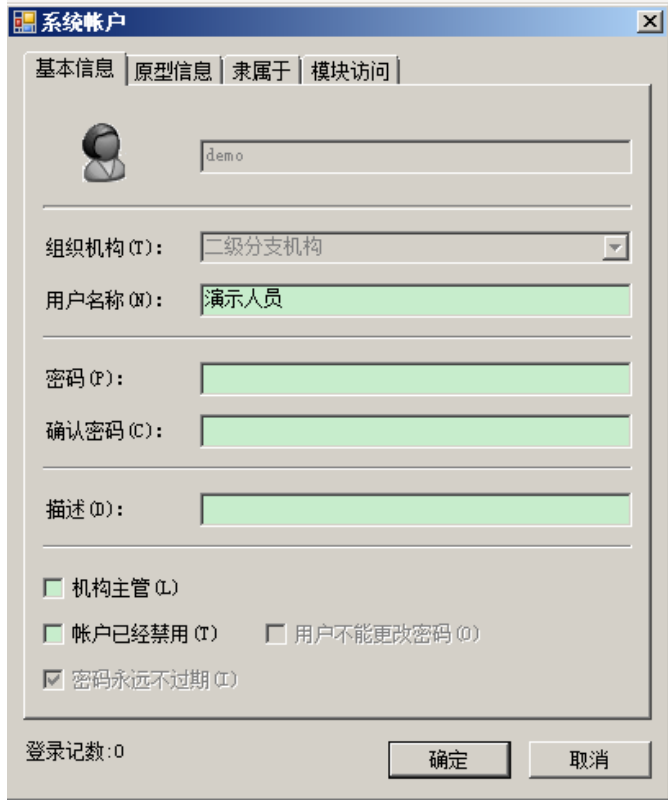 系统帐户
基本信息 原型信息 隶属于 模块访问
demo
组织机构(T): 二级分支机构
用户名称(N): 演示人员
密码(P):
确认密码(C):
描述(D):
机构主管(L)
帐户已经禁用(T) 用户不能更改密码(O)
密码永远不过期(I)
登录记数:0 确定 取消